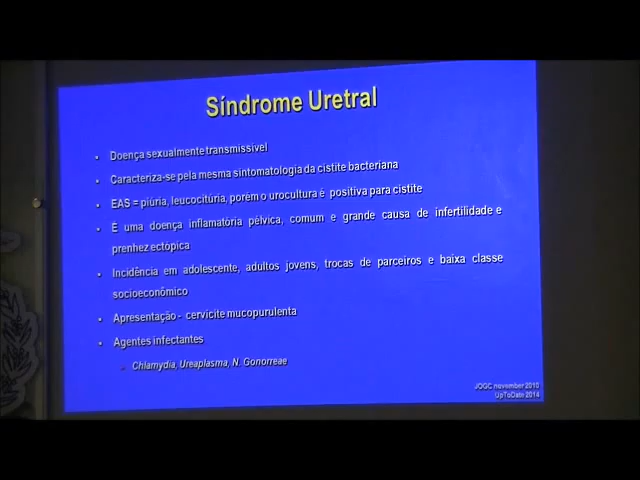 Síndrome Uretral
Doença sexualmente transmissível
Caracteriza-se pela mesma sintomatologia da cistite bacteriana
EAS = piúria, leucocitúria, porém o urocultura é positiva para cistite
É uma doença inflamatória pélvica, comum e grande causa de infertilidade e
prenhez ectópica
Incidência em adolescente, adultos jovens, trocas de parceiros e baixa classe
socioeconômico
Apresentação - cervicite mucopurulenta
Agentes infectantes
Chlamydia, Ureaplasma, N. Gonorreae
JOGC november 2010
UpToDate 2014